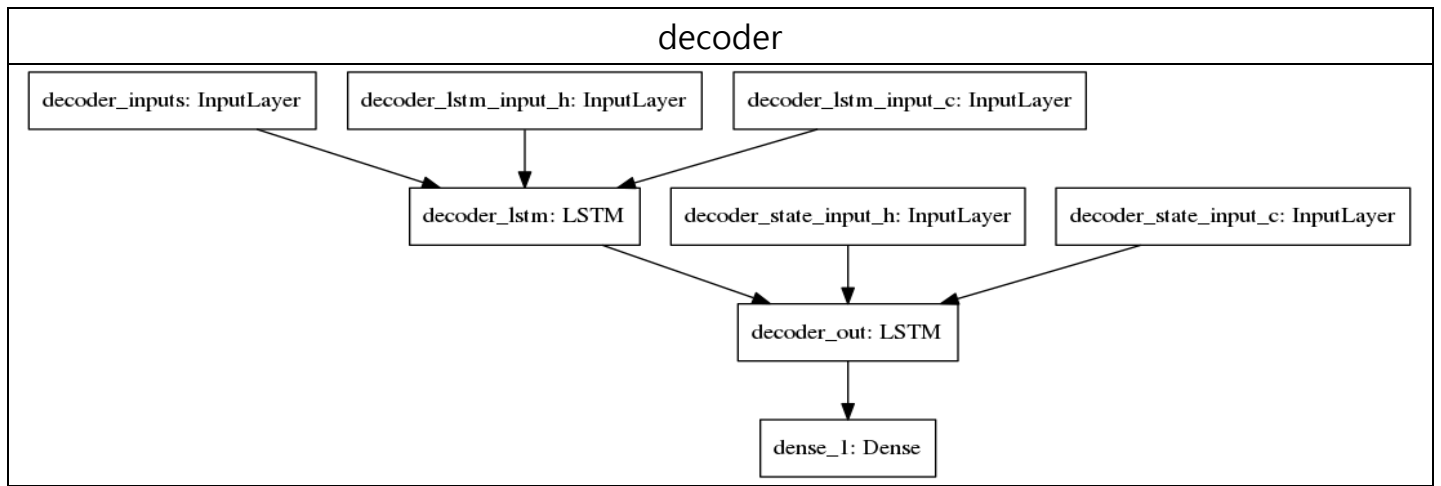 decoder
decoder_inputs: InputLayer
decoder_lstm_input_h: InputLayer
decoder_lstm_input_c: InputLayer
decoder_lstm: LSTM
decoder_state_input_h: InputLayer
decoder_state_input_c: InputLayer
decoder_out: LSTM
dense_1: Dense